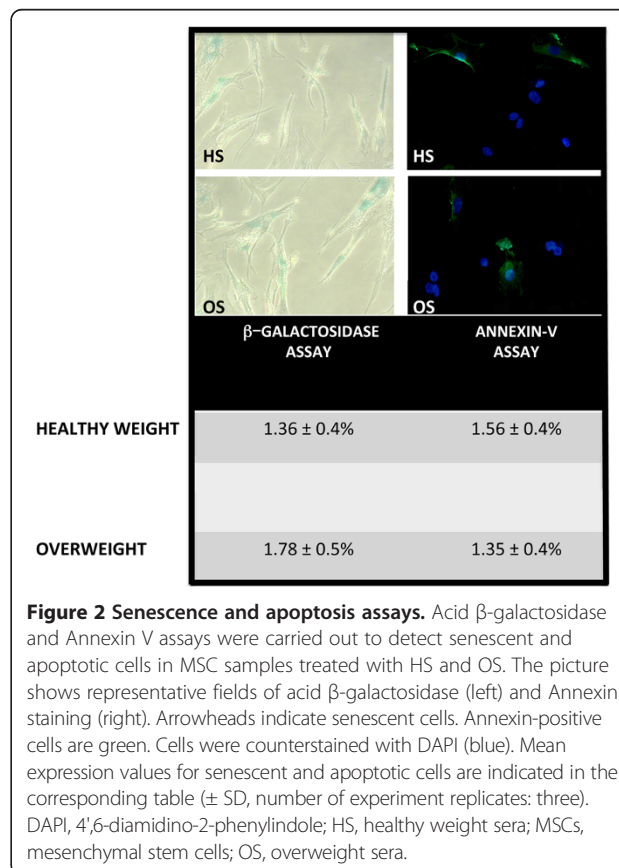 HS
HS
OS
OS
β–GALACTOSIDASE ASSAY
ANNEXIN-V ASSAY
HEALTHY WEIGHT 1.36 ± 0.4% 1.56 ± 0.4%
OVERWEIGHT 1.78 ± 0.5% 1.35 ± 0.4%
Figure 2 Senescence and apoptosis assays. Acid β-galactosidase
and Annexin V assays were carried out to detect senescent and
apoptotic cells in MSC samples treated with HS and OS. The picture
shows representative fields of acid β-galactosidase (left) and Annexin
staining (right). Arrowheads indicate senescent cells. Annexin-positive
cells are green. Cells were counterstained with DAPI (blue). Mean
expression values for senescent and apoptotic cells are indicated in the
corresponding table (± SD, number of experiment replicates: three).
DAPI, 4',6-diamidino-2-phenylindole; HS, healthy weight sera; MSCs,
mesenchymal stem cells; OS, overweight sera.